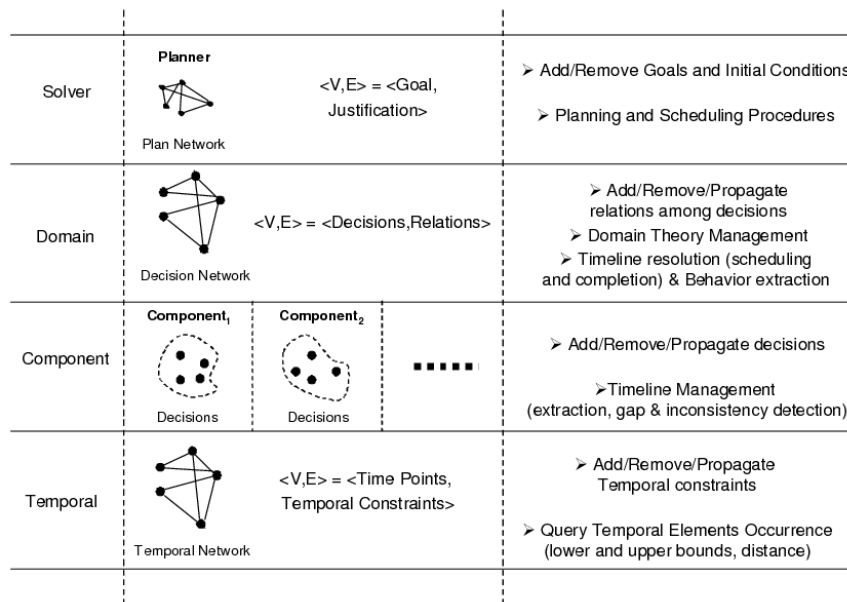 Solver
Planner
Plan Network
<V,E> = <Goal,
Justification>
➢ Add/Remove Goals and Initial Conditions
➢ Planning and Scheduling Procedures
Domain
Decision Network
<V,E> = <Decisions,Relations>
➢ Add/Remove/Propagate
relations among decisions
➢ Domain Theory Management
➢ Timeline resolution (scheduling
and completion) & Behavior extraction
Component
Component1
Decisions
Component2
Decisions
➢ Add/Remove/Propagate decisions
➢Timeline Management
(extraction, gap & inconsistency detection)
Temporal
Temporal Network
<V,E> = <Time Points,
Temporal Constraints>
➢ Add/Remove/Propagate
Temporal constraints
➢ Query Temporal Elements Occurrence
(lower and upper bounds, distance)